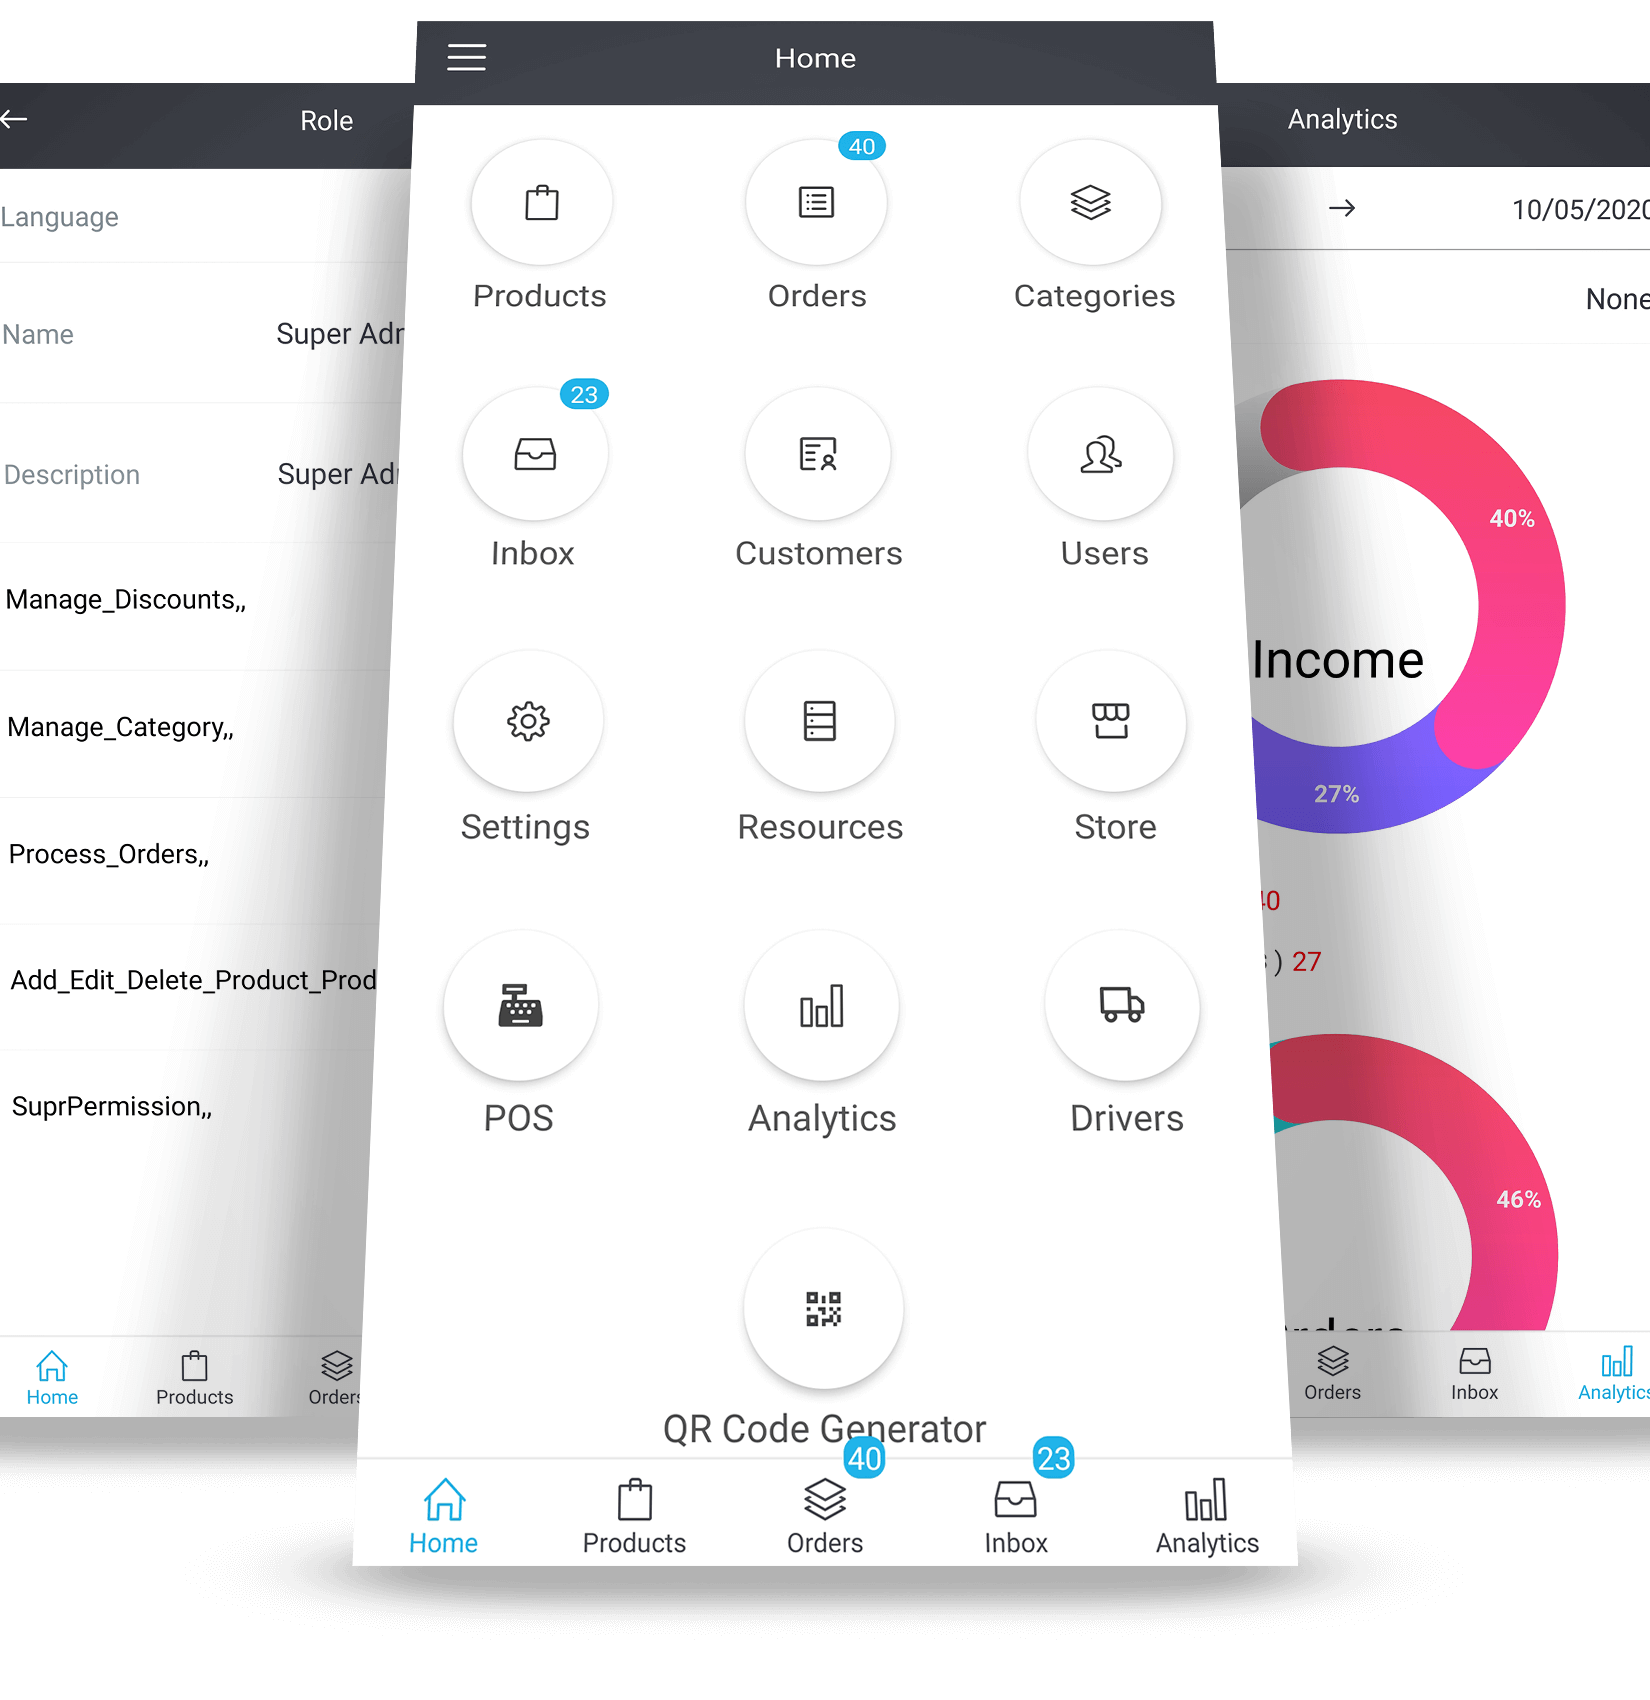 Role
Language
Name
Super Adr
Description
Super Ad
Manage_Discounts,,
Manage_Category,,
Process_Orders,,
Add_Edit_Delete_Product_Prod
SuprPermission,,
Home
Products
Orders
Home
40
Products
Orders
Categories
23
Inbox
Customers
Users
Settings
Resources
Store
POS
Analytics
Drivers
QR Code Generator
40
23
Home
Products
Orders
Inbox
Analytics
Analytics
→ 10/05/2020
None
40%
Income
27%
40
) 27
46%
Orders
Inbox
Analytics